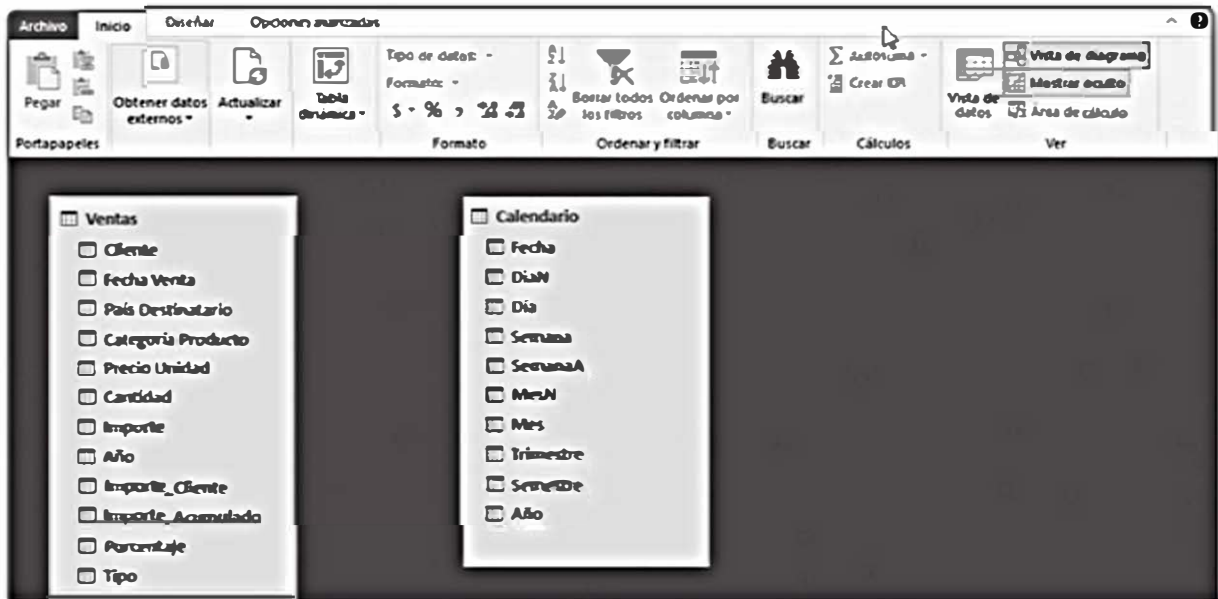 Archivo Inicio Diseñar Opciones avanzadas
Pegar
Obtener datos externos
Actualizar
Tabla dinámica
Tipo de datos:
Formato:
$ % ,
Borrar todos los filtros
Ordenar por columna
Buscar
Autosuma
Crear KPI
Vista de datos
Vista de diagrama
Mostrar oculto
Área de cálculo
Portapapeles Formato Ordenar y filtrar Buscar Cálculos Ver
Ventas
Cliente
Fecha Venta
País Destinatario
Categoría Producto
Precio Unidad
Cantidad
Importe
Año
Importe_Cliente
Importe_Acumulado
Porcentaje
Tipo
Calendario
Fecha
DiaN
Día
Semana
SemanaA
MesN
Mes
Trimestre
Semestre
Año